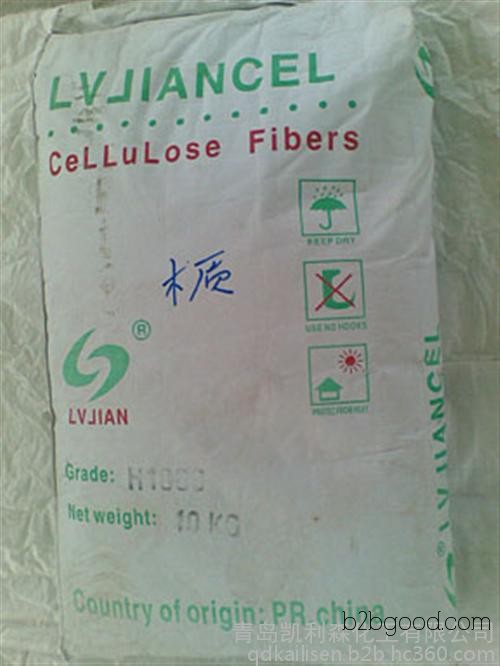 LVJIANCEL
CeLLuLose Fibers
KEEP DRY
木质
USE NO HOOKS
®
LVJIAN
PROTECT FROM HEAT
Grade:
Net weight: 10 KG
Country of origin: PR.china
® LVJIANCEL
b2bgood.com
青岛凯利森化工有限公司
qdkailisen.b2b.hc360.com